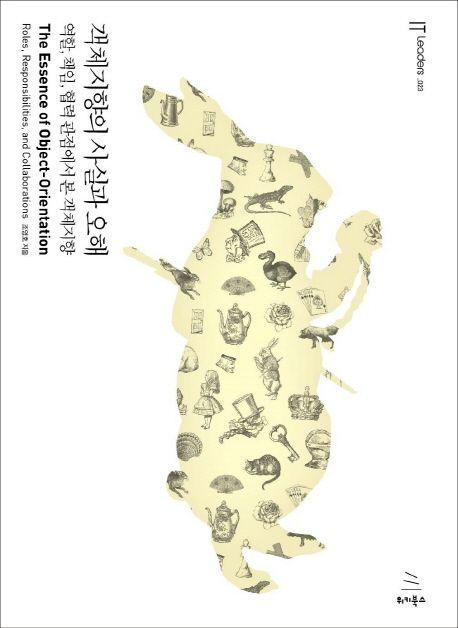 IT Leaders _023
객체지향의 사실과 오해
역할, 책임, 협력 관점에서 본 객체지향
The Essence of Object-Orientation
Roles, Responsibilities, and Collaborations 조영호 지음
위키북스